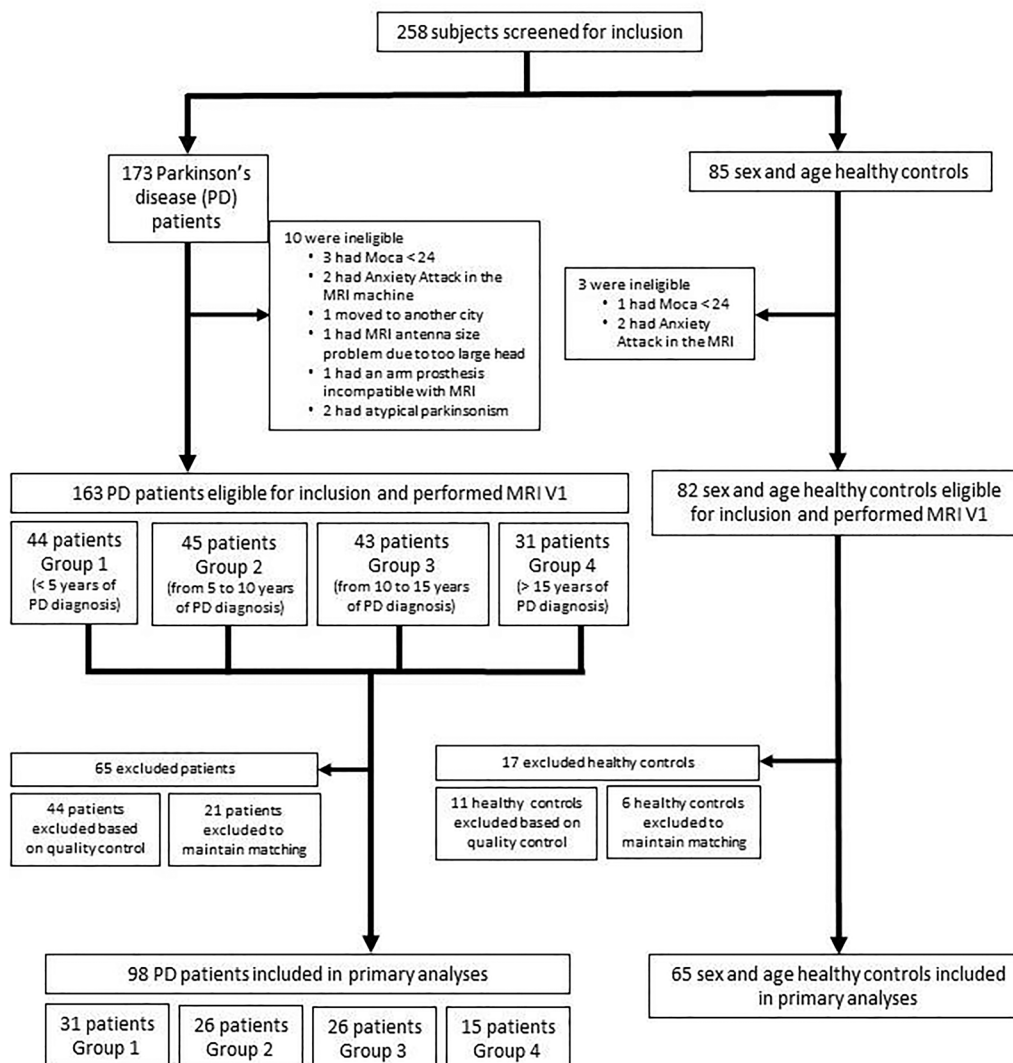 258 subjects screened for inclusion
173 Parkinson's
disease (PD)
patients
85 sex and age healthy controls
10 were ineligible
• 3 had Moca < 24
• 2 had Anxiety Attack in the
MRI machine
• 1 moved to another city
• 1 had MRI antenna size
problem due to too large head
• 1 had an arm prosthesis
incompatible with MRI
• 2 had atypical parkinsonism
3 were ineligible
• 1 had Moca < 24
• 2 had Anxiety
Attack in the MRI
163 PD patients eligible for inclusion and performed MRI V1
44 patients
Group 1
(< 5 years of
PD diagnosis)
45 patients
Group 2
(from 5 to 10 years
of PD diagnosis)
43 patients
Group 3
(from 10 to 15 years
of PD diagnosis)
31 patients
Group 4
(> 15 years of
PD diagnosis)
82 sex and age healthy controls eligible
for inclusion and performed MRI V1
65 excluded patients
44 patients
excluded based
on quality control
21 patients
excluded to
maintain matching
17 excluded healthy controls
11 healthy controls
excluded based on
quality control
6 healthy controls
excluded to
maintain matching
98 PD patients included in primary analyses
31 patients
Group 1
26 patients
Group 2
26 patients
Group 3
15 patients
Group 4
65 sex and age healthy controls included
in primary analyses